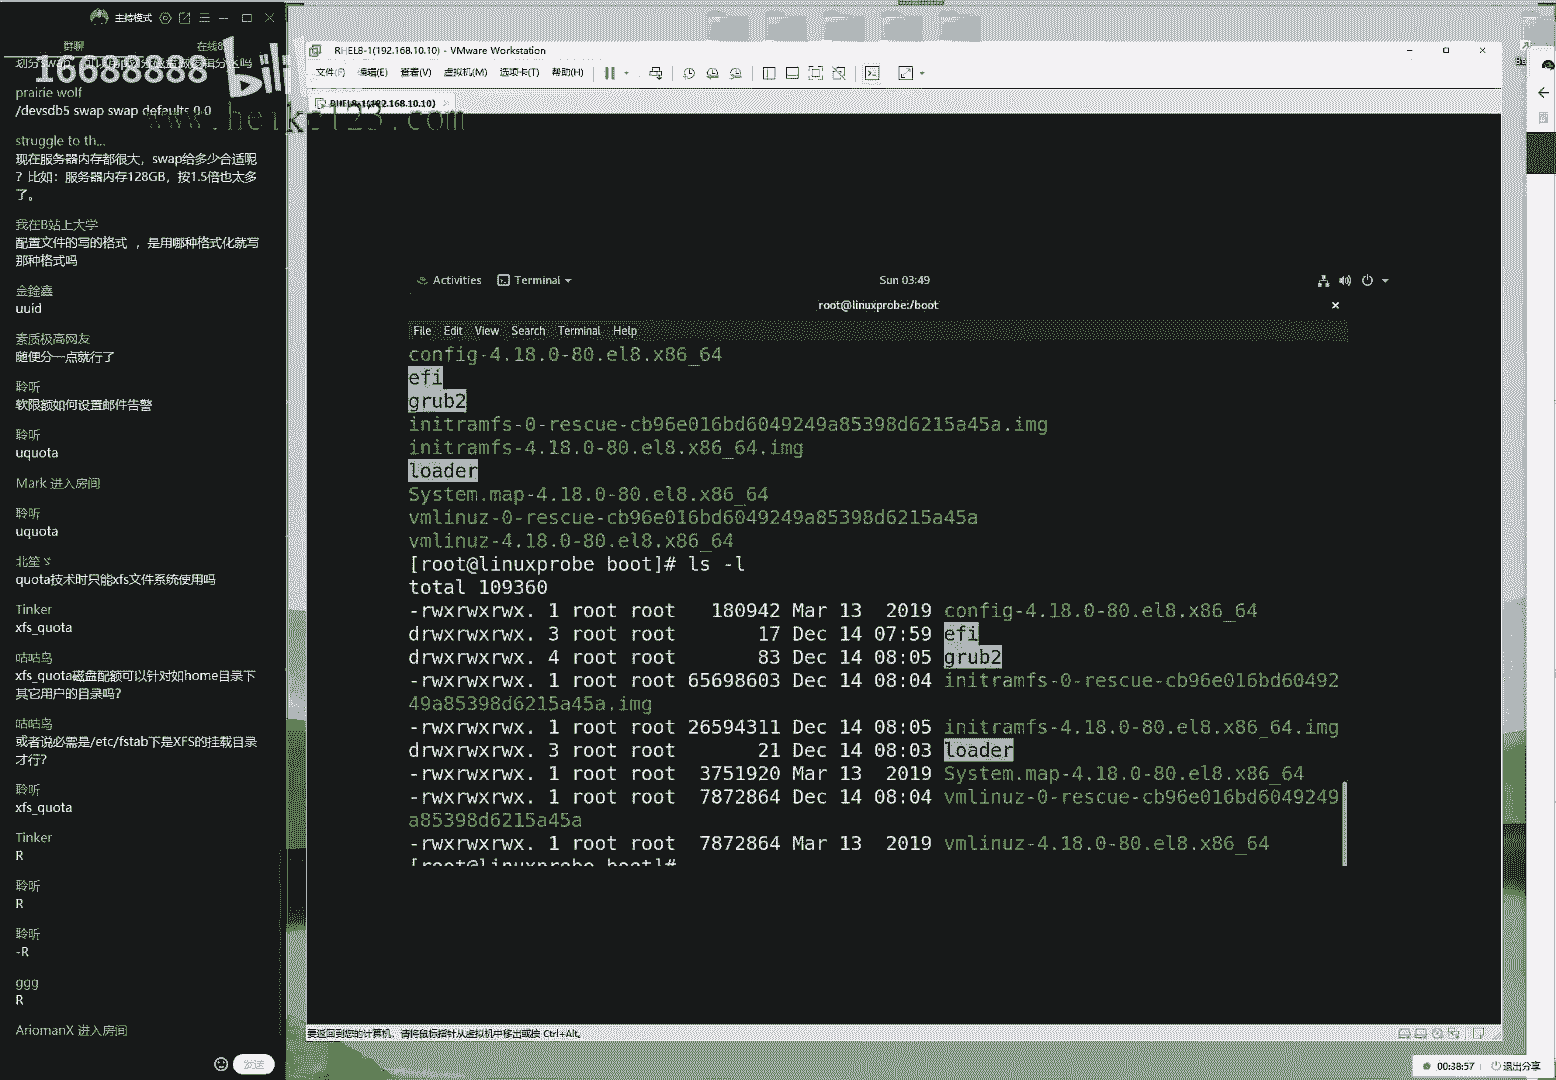 主持模式
群聊
在线8
16688888
bili
www.heike123.com
prairie wolf
/devsdb5 swap swap defaults 0 0
struggle to th...
现在服务器内存都很大，swap给多少合适呢
？比如：服务器内存128GB，按1.5倍也太多
了。
我在B站上大学
配置文件的写的格式 ，是用哪种格式化就写
那种格式吗
金鍂鑫
uuid
素质极高网友
随便分一点就行了
聆听
软限额如何设置邮件告警
聆听
uquota
Mark 进入房间
聆听
uquota
北笙ゞ
quota技术时只能xfs文件系统使用吗
Tinker
xfs_quota
咕咕鸟
xfs_quota磁盘配额可以针对如home目录下
其它用户的目录吗?
咕咕鸟
或者说必需是/etc/fstab下是XFS的挂载目录
才行?
聆听
xfs_quota
Tinker
R
聆听
R
聆听
-R
ggg
R
AriomanX 进入房间
发送
RHEL8-1(192.168.10.10) - VMware Workstation
文件(F) 编辑(E) 查看(V) 虚拟机(M) 选项卡(T) 帮助(H)
RHEL8-1(192.168.10.10)
Activities Terminal Sun 03:49
root@linuxprobe:/boot
File Edit View Search Terminal Help
config-4.18.0-80.el8.x86_64
efi
grub2
initramfs-0-rescue-cb96e016bd6049249a85398d6215a45a.img
initramfs-4.18.0-80.el8.x86_64.img
loader
System.map-4.18.0-80.el8.x86_64
vmlinuz-0-rescue-cb96e016bd6049249a85398d6215a45a
vmlinuz-4.18.0-80.el8.x86_64
[root@linuxprobe boot]# ls -l
total 109360
-rwxrwxrwx. 1 root root 180942 Mar 13 2019 config-4.18.0-80.el8.x86_64
drwxrwxrwx. 3 root root 17 Dec 14 07:59 efi
drwxrwxrwx. 4 root root 83 Dec 14 08:05 grub2
-rwxrwxrwx. 1 root root 65698603 Dec 14 08:04 initramfs-0-rescue-cb96e016bd60492
49a85398d6215a45a.img
-rwxrwxrwx. 1 root root 26594311 Dec 14 08:05 initramfs-4.18.0-80.el8.x86_64.img
drwxrwxrwx. 3 root root 21 Dec 14 08:03 loader
-rwxrwxrwx. 1 root root 3751920 Mar 13 2019 System.map-4.18.0-80.el8.x86_64
-rwxrwxrwx. 1 root root 7872864 Dec 14 08:04 vmlinuz-0-rescue-cb96e016bd6049249
a85398d6215a45a
-rwxrwxrwx. 1 root root 7872864 Mar 13 2019 vmlinuz-4.18.0-80.el8.x86_64
[root@linuxprobe boot]#
要返回到您的计算机，请将鼠标指针从虚拟机中移出或按 Ctrl+Alt。
00:38:57 退出分享